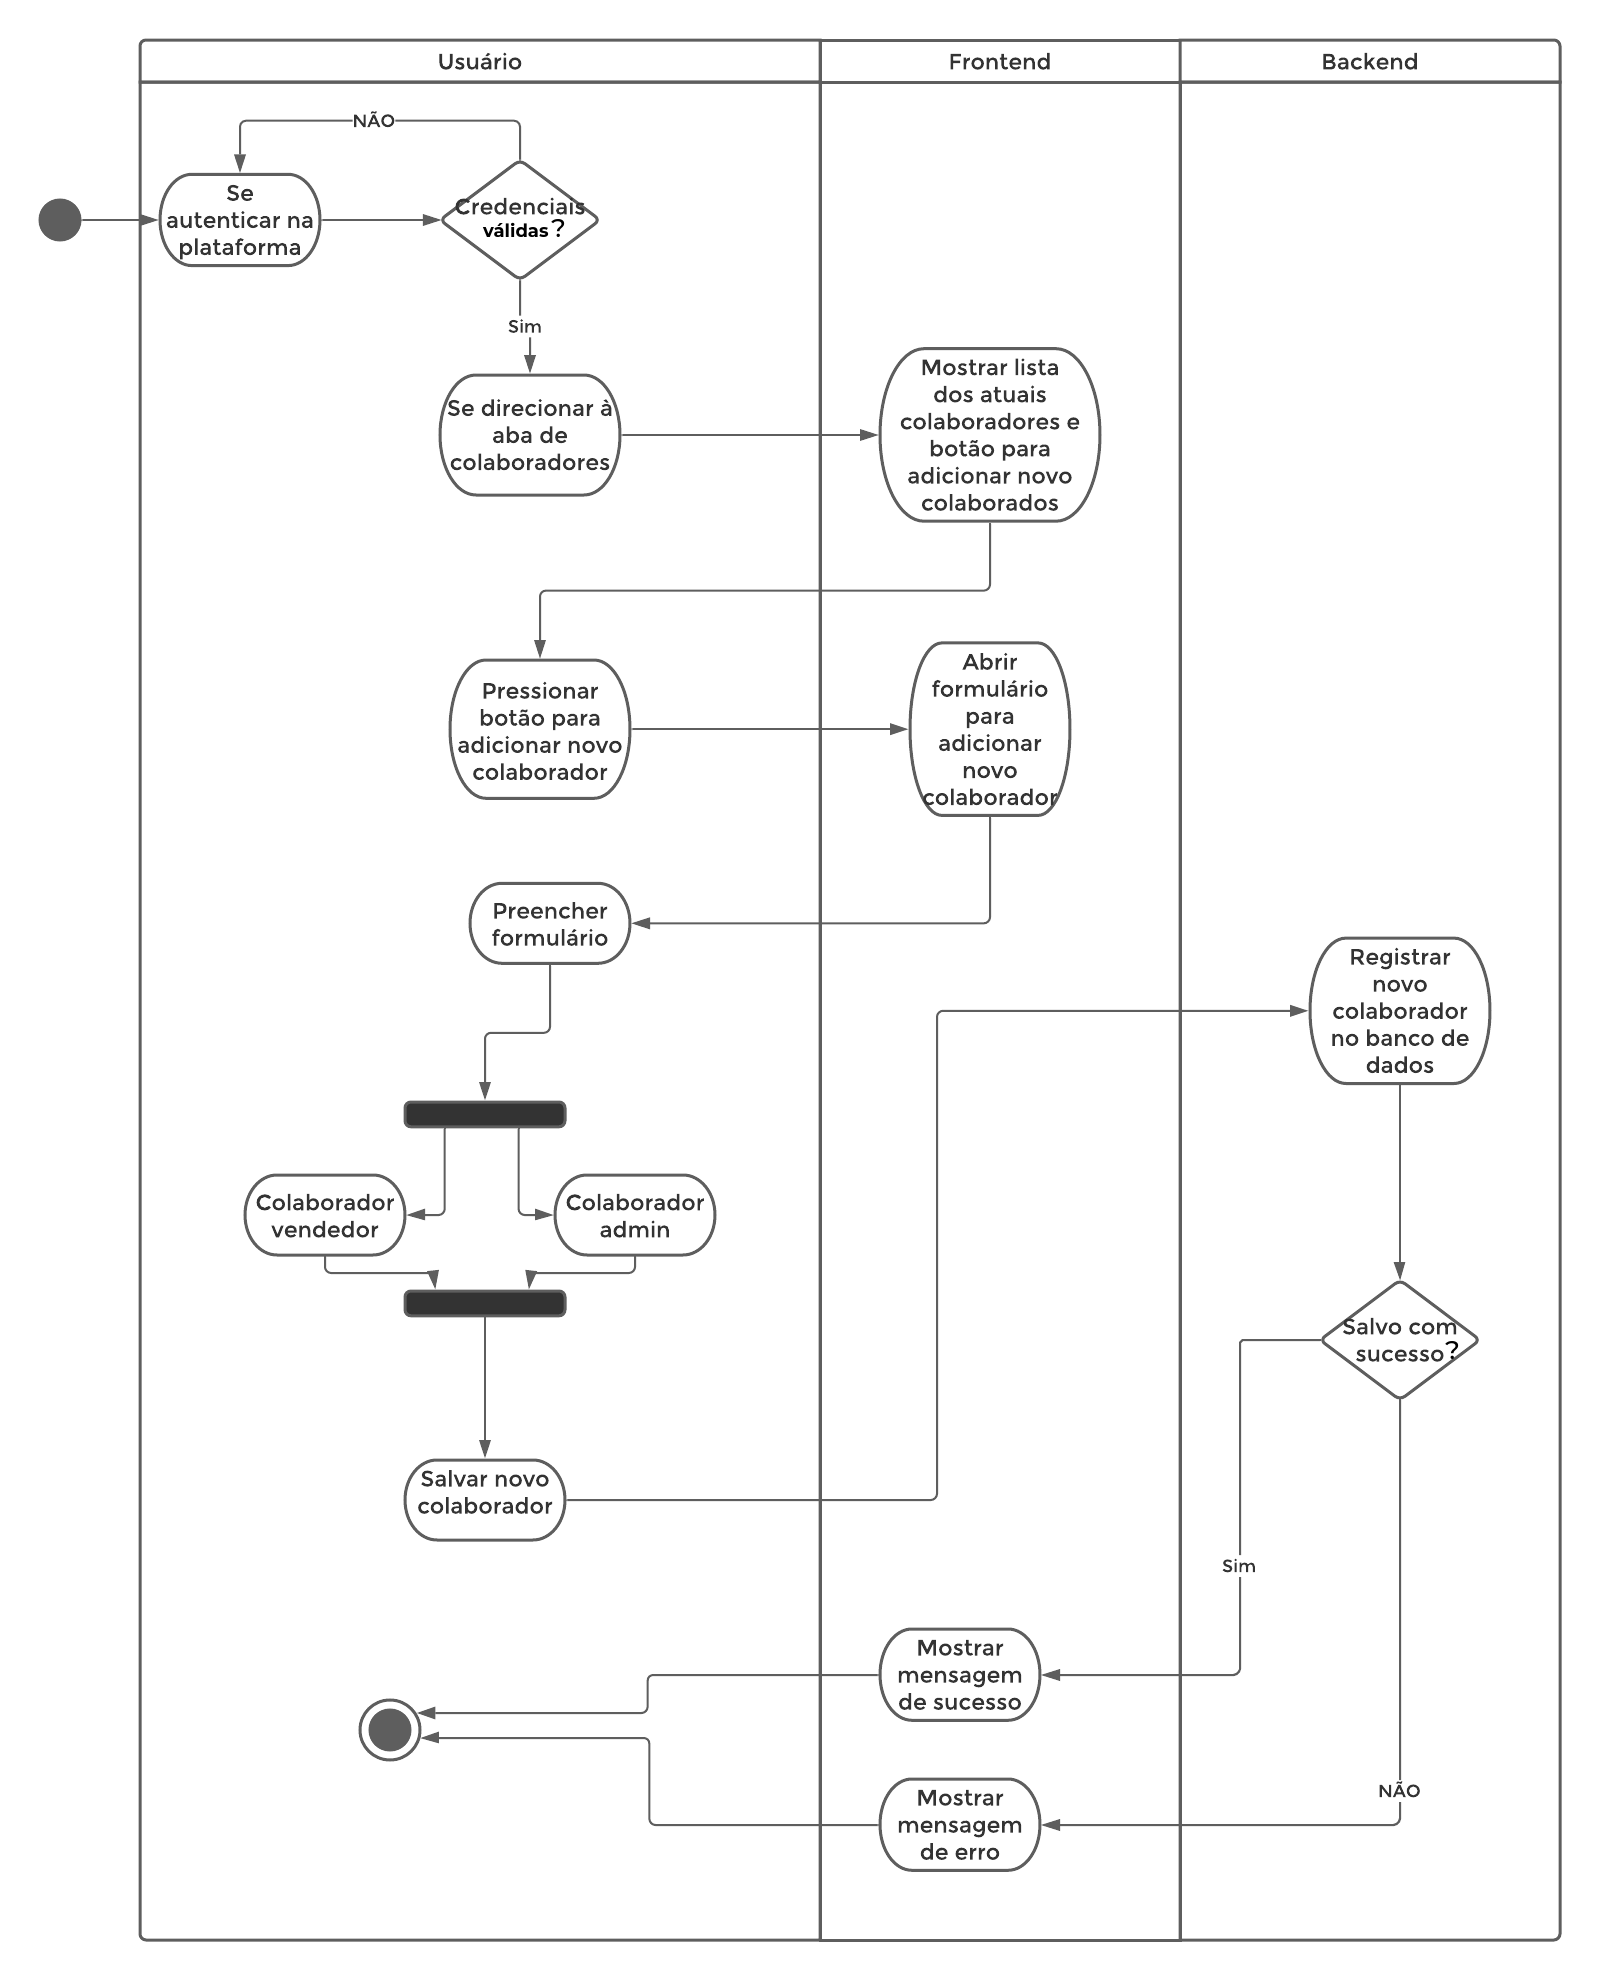 Usuário
Frontend
Backend
NÃO
Se
autenticar na
plataforma
Credenciais
válidas?
Sim
Se direcionar à
aba de
colaboradores
Mostrar lista
dos atuais
colaboradores e
botão para
adicionar novo
colaborados
Pressionar
botão para
adicionar novo
colaborador
Abrir
formulário
para
adicionar
novo
colaborador
Preencher
formulário
Registrar
novo
colaborador
no banco de
dados
Colaborador
vendedor
Colaborador
admin
Salvo com
sucesso?
Salvar novo
colaborador
Sim
Mostrar
mensagem
de sucesso
NÃO
Mostrar
mensagem
de erro